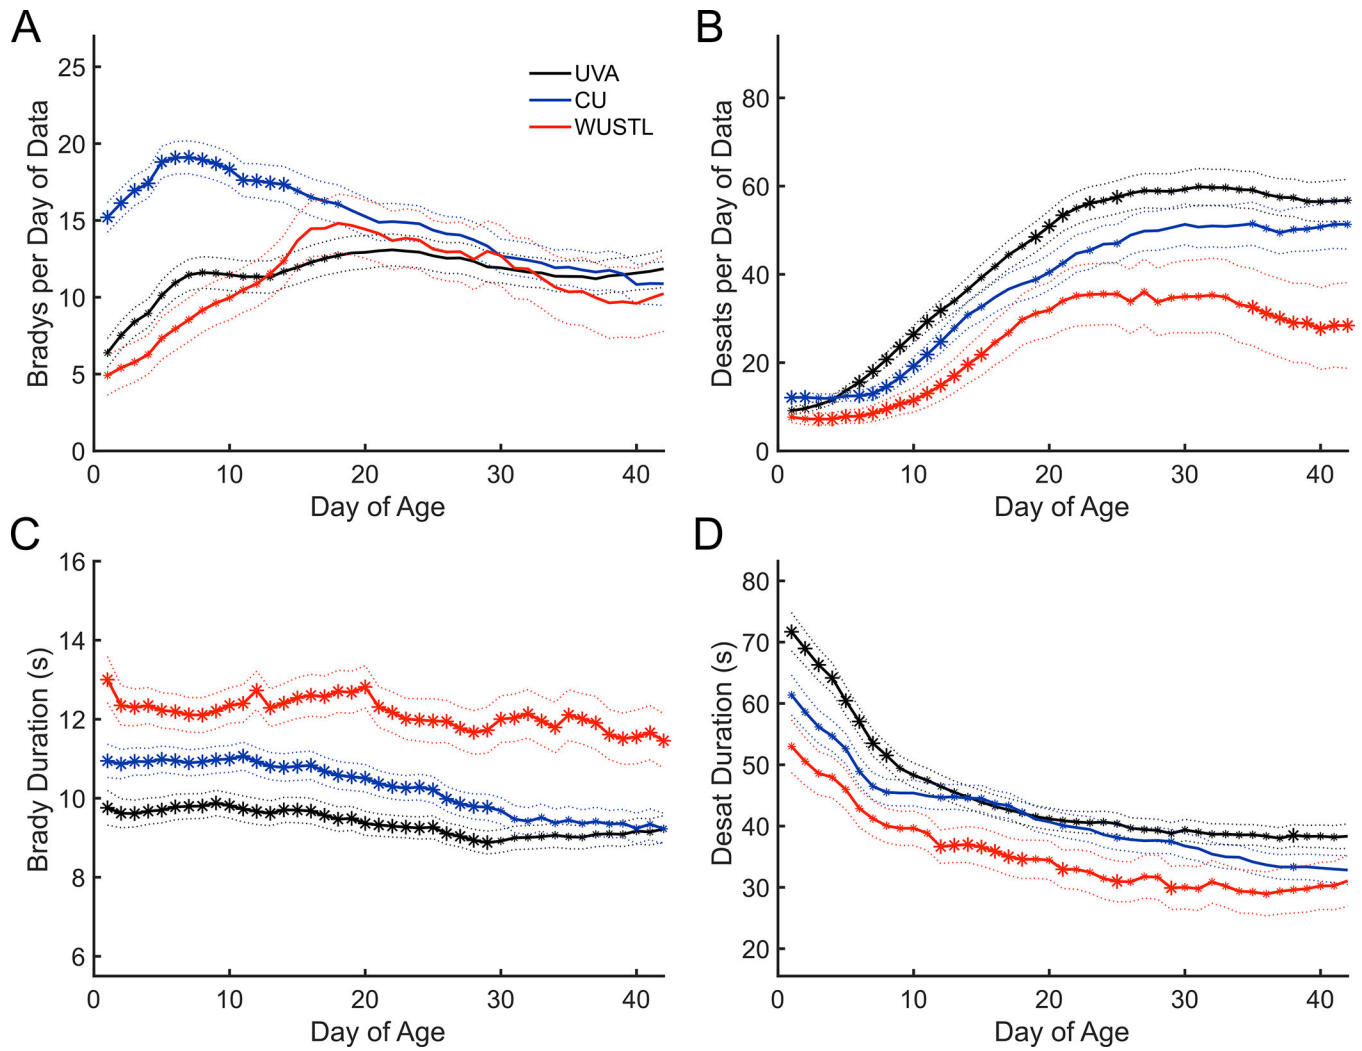 A
Bradys per Day of Data
25
20
15
10
5
0
0 10 20 30 40
Day of Age
UVA
CU
WUSTL
B
Desats per Day of Data
80
60
40
20
0
0 10 20 30 40
Day of Age
C
Brady Duration (s)
16
14
12
10
8
6
0 10 20 30 40
Day of Age
D
Desat Duration (s)
80
70
60
50
40
30
20
0 10 20 30 40
Day of Age